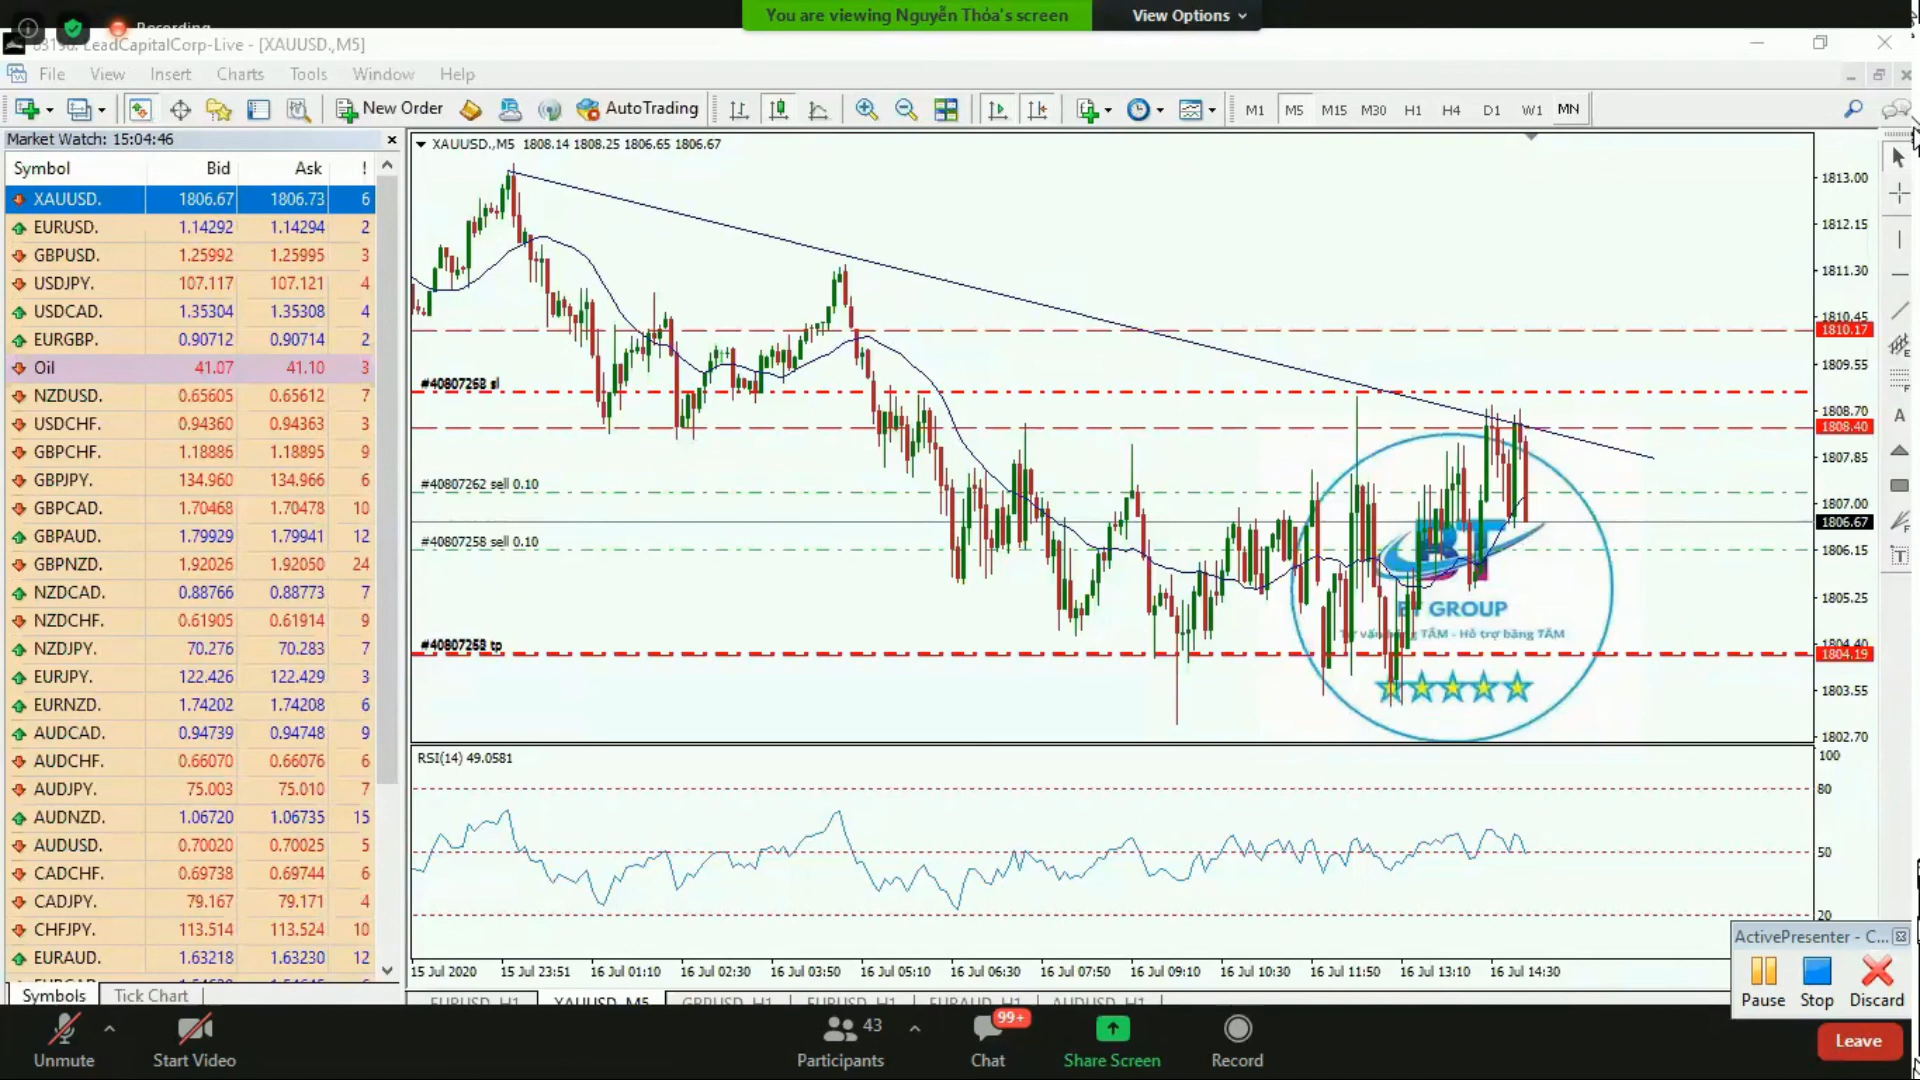 You are viewing Nguyễn Thỏa's screen
View Options
Recording
LeadCapitalCorp-Live - [XAUUSD.,M5]
File View Insert Charts Tools Window Help
New Order AutoTrading M1 M5 M15 M30 H1 H4 D1 W1 MN
Market Watch: 15:04:46
Symbol Bid Ask !
XAUUSD. 1806.67 1806.73 6
EURUSD. 1.14292 1.14294 2
GBPUSD. 1.25992 1.25995 3
USDJPY. 107.117 107.121 4
USDCAD. 1.35304 1.35308 4
EURGBP. 0.90712 0.90714 2
Oil 41.07 41.10 3
NZDUSD. 0.65605 0.65612 7
USDCHF. 0.94360 0.94363 3
GBPCHF. 1.18886 1.18895 9
GBPJPY. 134.960 134.966 6
GBPCAD. 1.70468 1.70478 10
GBPAUD. 1.79929 1.79941 12
GBPNZD. 1.92026 1.92050 24
NZDCAD. 0.88766 0.88773 7
NZDCHF. 0.61905 0.61914 9
NZDJPY. 70.276 70.283 7
EURJPY. 122.426 122.429 3
EURNZD. 1.74202 1.74208 6
AUDCAD. 0.94739 0.94748 9
AUDCHF. 0.66070 0.66076 6
AUDJPY. 75.003 75.010 7
AUDNZD. 1.06720 1.06735 15
AUDUSD. 0.70020 0.70025 5
CADCHF. 0.69738 0.69744 6
CADJPY. 79.167 79.171 4
CHFJPY. 113.514 113.524 10
EURAUD. 1.63218 1.63230 12
Symbols Tick Chart
XAUUSD.,M5 1808.14 1808.25 1806.65 1806.67
sl
#40807262 sell 0.10
#40807258 sell 0.10
tp
GROUP
TÂM - Hỗ trợ bằng TÂM
1813.00
1812.15
1811.30
1810.45
1810.17
1809.55
1808.70
1808.40
1807.85
1807.00
1806.67
1806.15
1805.25
1804.40
1804.19
1803.55
1802.70
RSI(14) 49.0581
100
80
50
20
15 Jul 2020 15 Jul 23:51 16 Jul 01:10 16 Jul 02:30 16 Jul 03:50 16 Jul 05:10 16 Jul 06:30 16 Jul 07:50 16 Jul 09:10 16 Jul 10:30 16 Jul 11:50 16 Jul 13:10 16 Jul 14:30
EURUSD.,H1 XAUUSD.,M5 GBPUSD.,H1 EURUSD.,H1 EURAUD.,H1 AUDUSD.,H1
ActivePresenter - C...
Pause Stop Discard
Unmute
Start Video
43
Participants
99+
Chat
Share Screen
Record
Leave